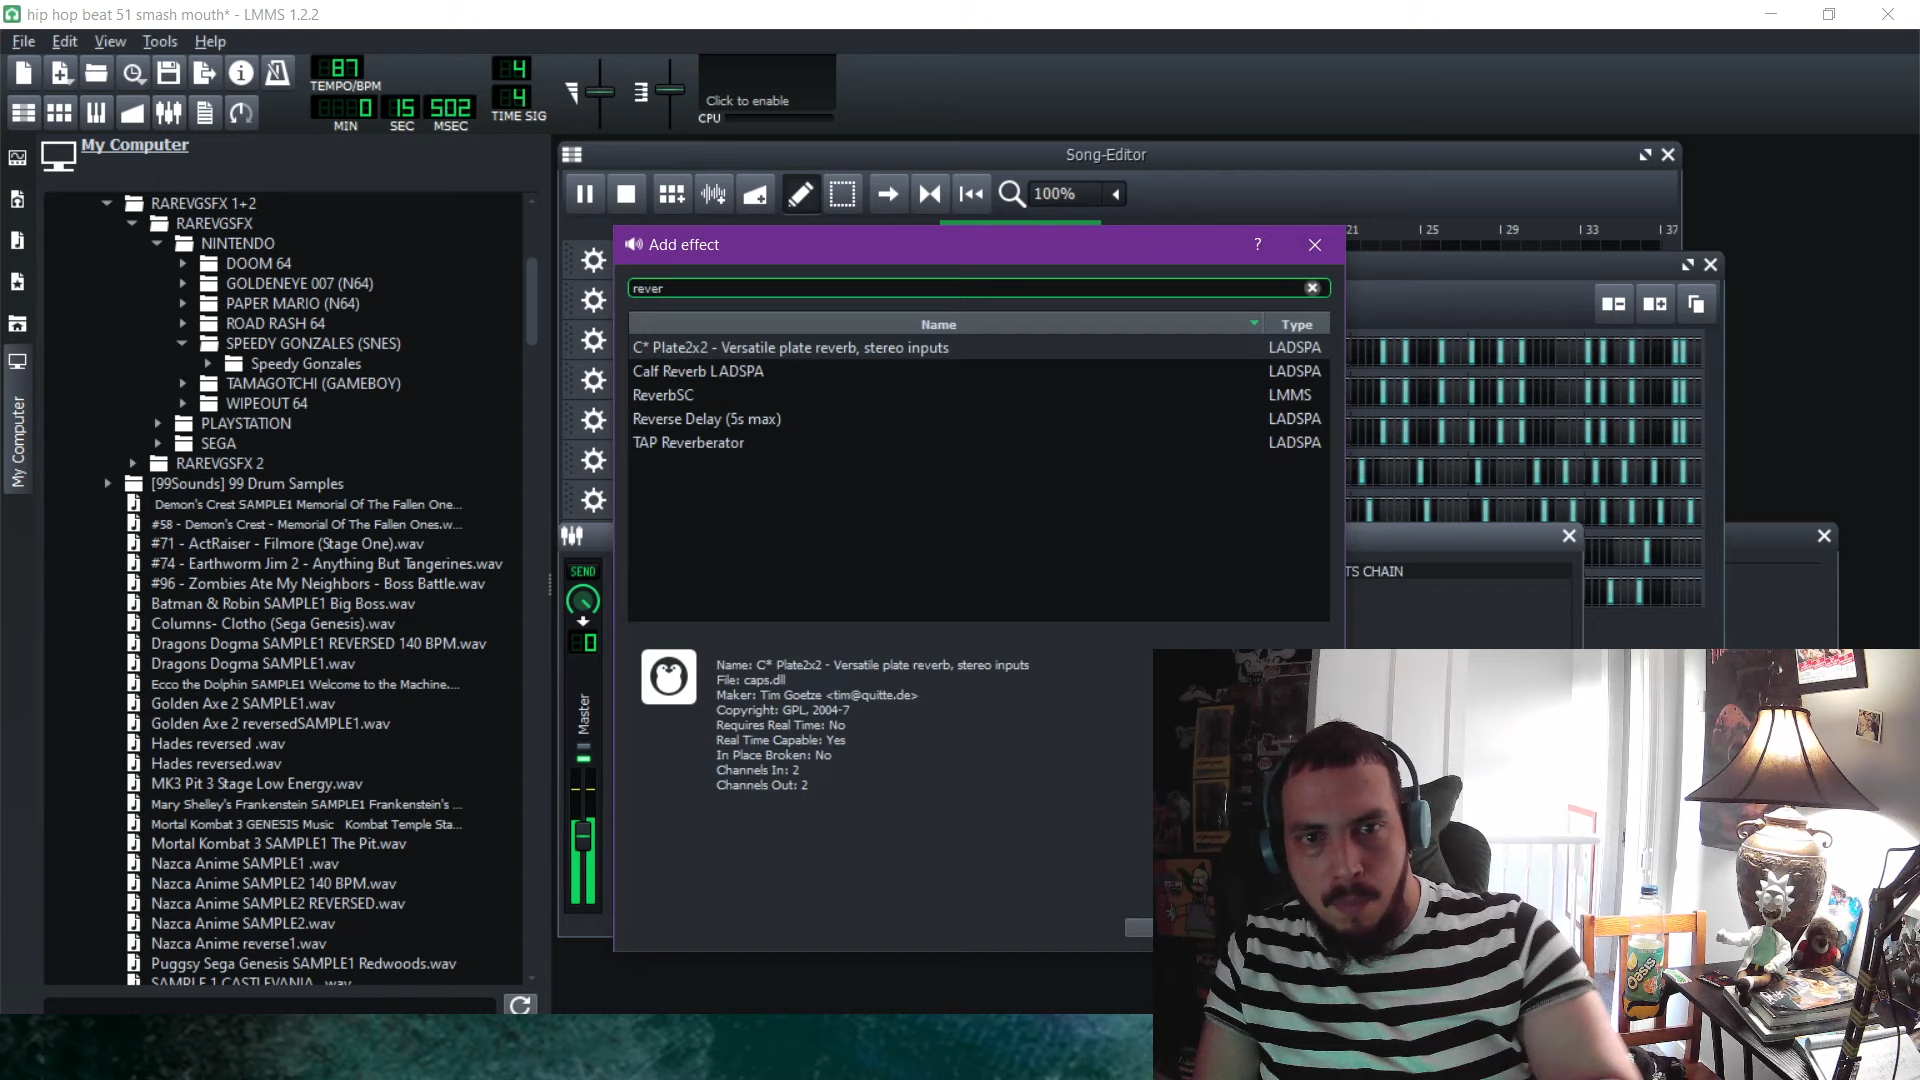 hip hop beat 51 smash mouth* - LMMS 1.2.2
File Edit View Tools Help
87
TEMPO/BPM
0 15 502
MIN SEC MSEC
4
4
TIME SIG
Click to enable
CPU
My Computer
My Computer
RAREVGSFX 1+2
RAREVGSFX
NINTENDO
DOOM 64
GOLDENEYE 007 (N64)
PAPER MARIO (N64)
ROAD RASH 64
SPEEDY GONZALES (SNES)
Speedy Gonzales
TAMAGOTCHI (GAMEBOY)
WIPEOUT 64
PLAYSTATION
SEGA
RAREVGSFX 2
[99Sounds] 99 Drum Samples
Demon's Crest SAMPLE1 Memorial Of The Fallen One...
#58 - Demon's Crest - Memorial Of The Fallen Ones.w...
#71 - ActRaiser - Filmore (Stage One).wav
#74 - Earthworm Jim 2 - Anything But Tangerines.wav
#96 - Zombies Ate My Neighbors - Boss Battle.wav
Batman & Robin SAMPLE1 Big Boss.wav
Columns- Clotho (Sega Genesis).wav
Dragons Dogma SAMPLE1 REVERSED 140 BPM.wav
Dragons Dogma SAMPLE1.wav
Ecco the Dolphin SAMPLE1 Welcome to the Machine....
Golden Axe 2 SAMPLE1.wav
Golden Axe 2 reversedSAMPLE1.wav
Hades reversed .wav
Hades reversed.wav
MK3 Pit 3 Stage Low Energy.wav
Mary Shelley's Frankenstein SAMPLE1 Frankenstein's ...
Mortal Kombat 3 GENESIS Music Kombat Temple Sta...
Mortal Kombat 3 SAMPLE1 The Pit.wav
Nazca Anime SAMPLE1 .wav
Nazca Anime SAMPLE2 140 BPM.wav
Nazca Anime SAMPLE2 REVERSED.wav
Nazca Anime SAMPLE2.wav
Nazca Anime reverse1.wav
Puggsy Sega Genesis SAMPLE1 Redwoods.wav
SAMPLE 1 CASTLEVANIA .wav
Song-Editor
100%
21 25 29 33 37
Add effect
?
rever
Name Type
C* Plate2x2 - Versatile plate reverb, stereo inputs LADSPA
Calf Reverb LADSPA LADSPA
ReverbSC LMMS
Reverse Delay (5s max) LADSPA
TAP Reverberator LADSPA
Name: C* Plate2x2 - Versatile plate reverb, stereo inputs
File: caps.dll
Maker: Tim Goetze <tim@quitte.de>
Copyright: GPL, 2004-7
Requires Real Time: No
Real Time Capable: Yes
In Place Broken: No
Channels In: 2
Channels Out: 2
SEND
0
Master
TS CHAIN
Oasis